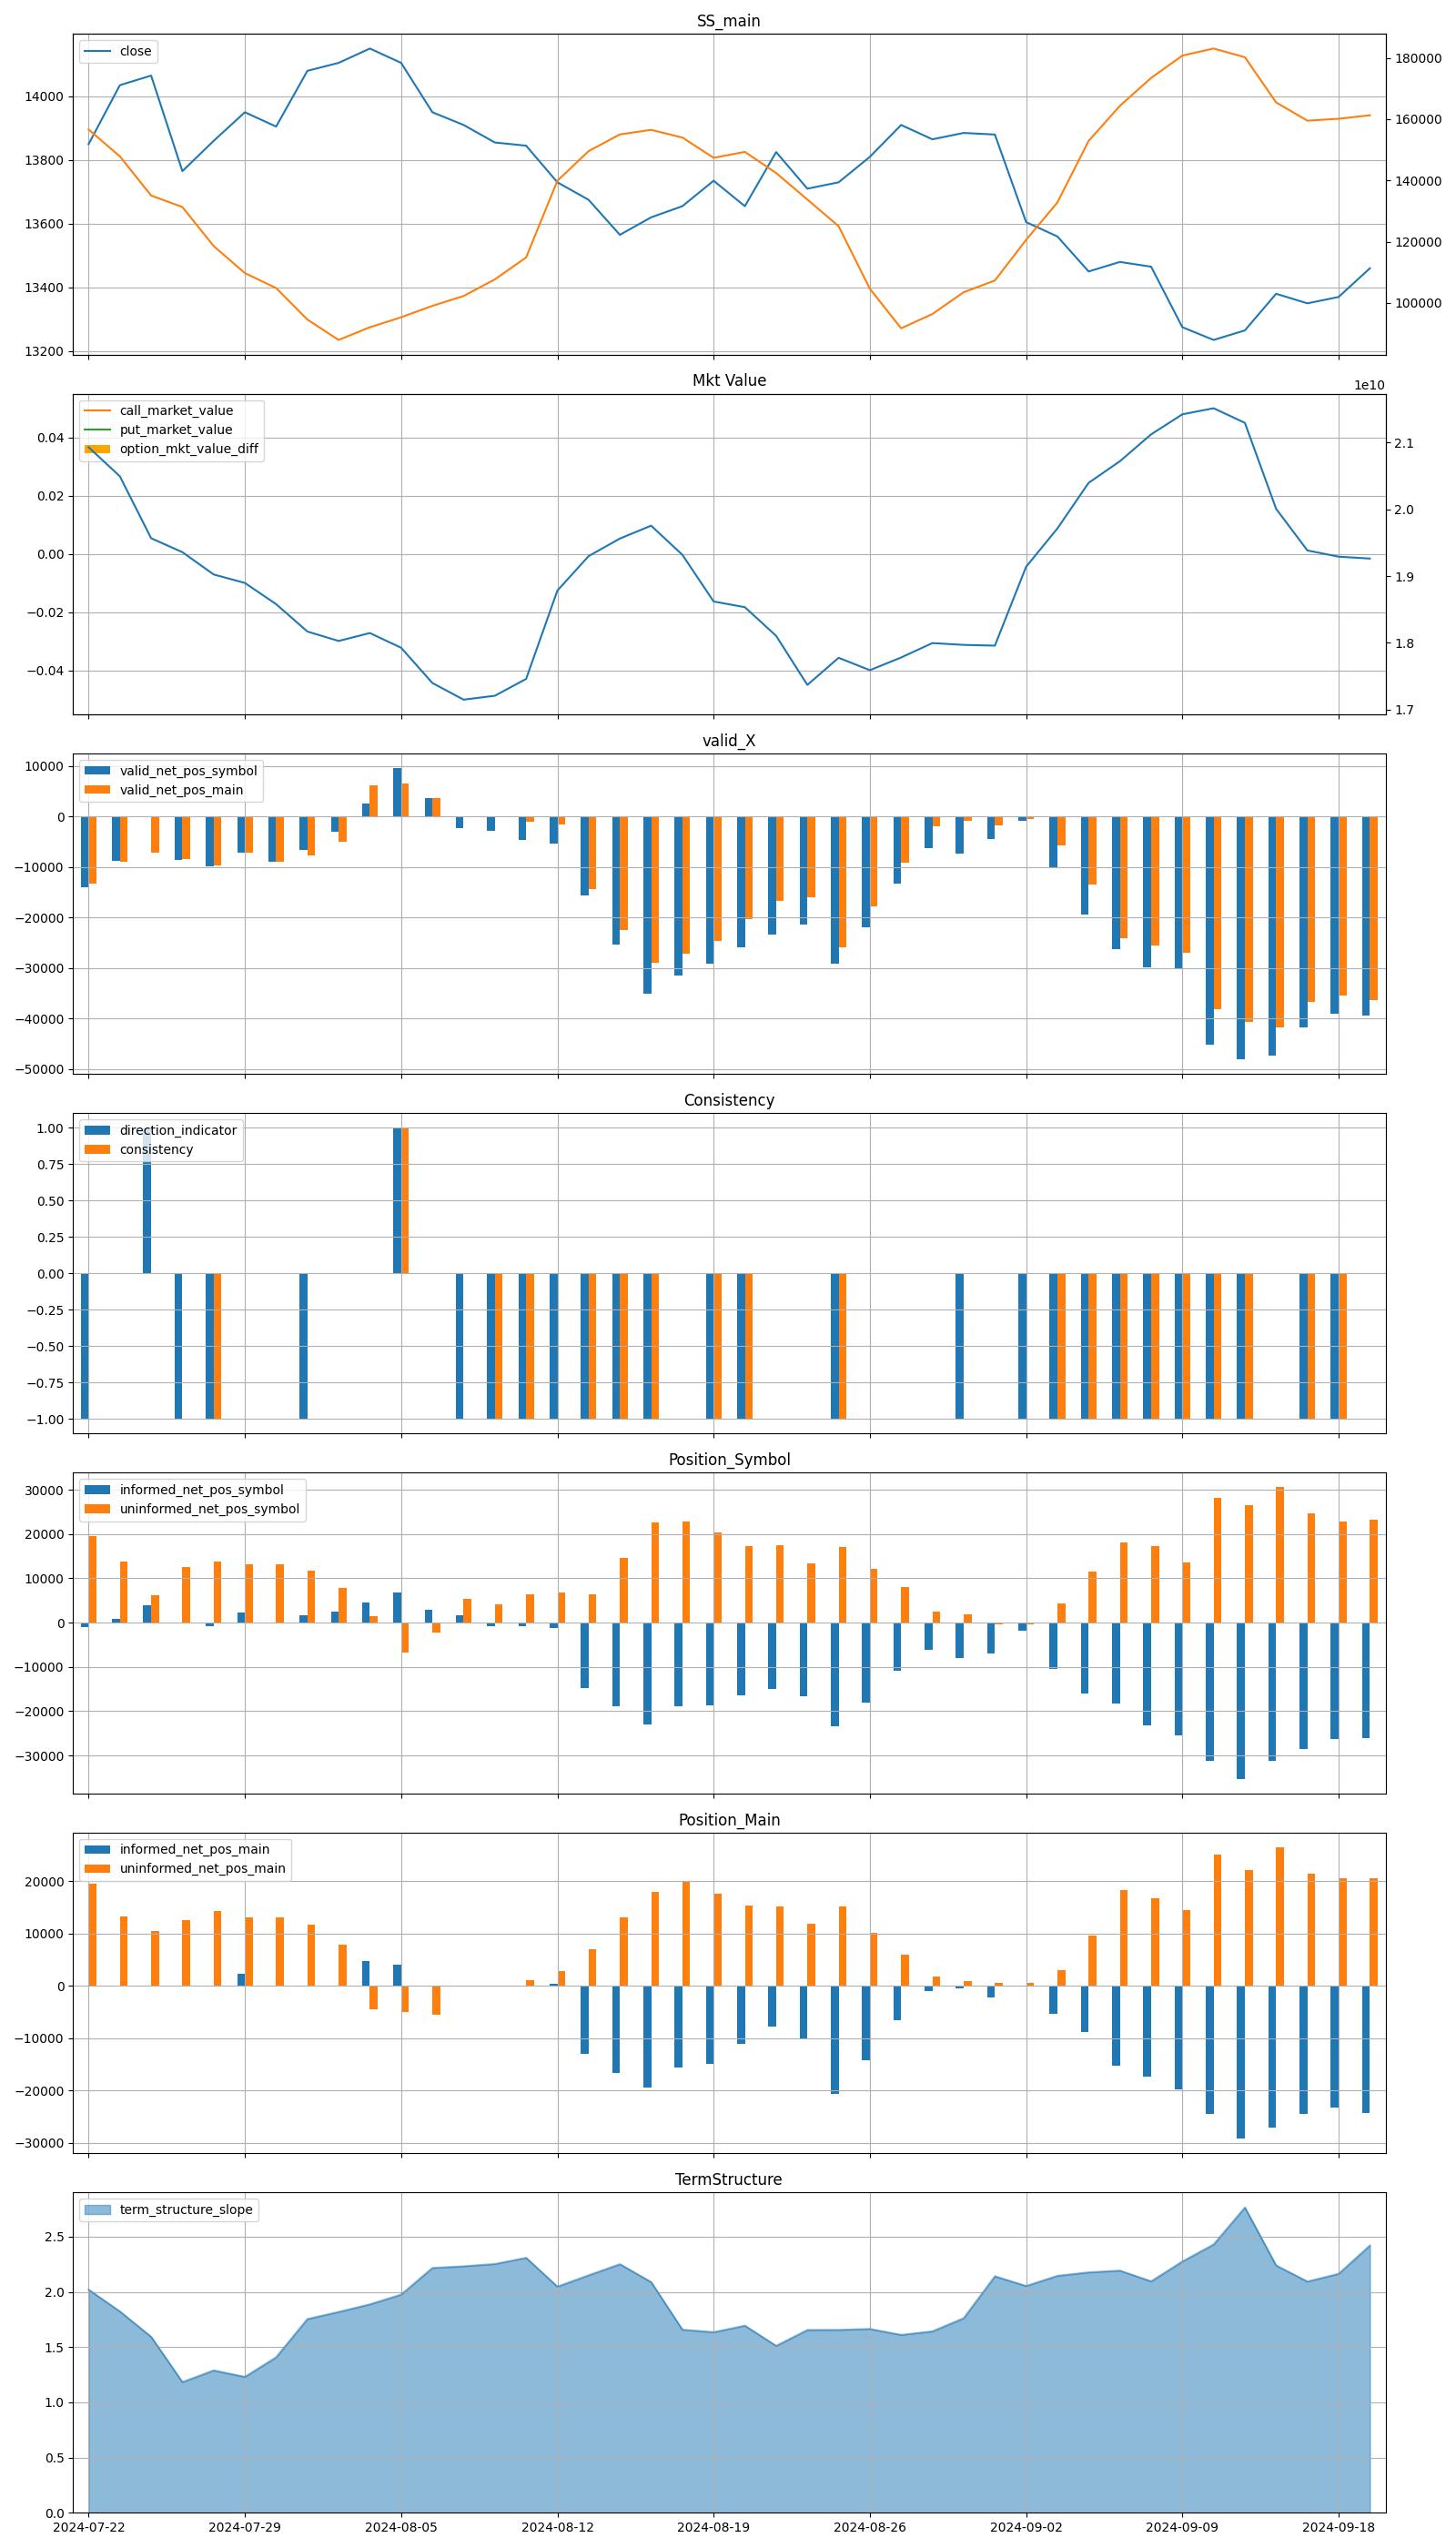 SS_main
close
14000
13800
13600
13400
13200
180000
160000
140000
120000
100000
Mkt Value
1e10
call_market_value
put_market_value
option_mkt_value_diff
0.04
0.02
0.00
−0.02
−0.04
2.1
2.0
1.9
1.8
1.7
valid_X
valid_net_pos_symbol
valid_net_pos_main
10000
0
−10000
−20000
−30000
−40000
−50000
Consistency
direction_indicator
consistency
1.00
0.75
0.50
0.25
0.00
−0.25
−0.50
−0.75
−1.00
Position_Symbol
informed_net_pos_symbol
uninformed_net_pos_symbol
30000
20000
10000
0
−10000
−20000
−30000
Position_Main
informed_net_pos_main
uninformed_net_pos_main
20000
10000
0
−10000
−20000
−30000
TermStructure
term_structure_slope
2.5
2.0
1.5
1.0
0.5
0.0
2024-07-22 2024-07-29 2024-08-05 2024-08-12 2024-08-19 2024-08-26 2024-09-02 2024-09-09 2024-09-18